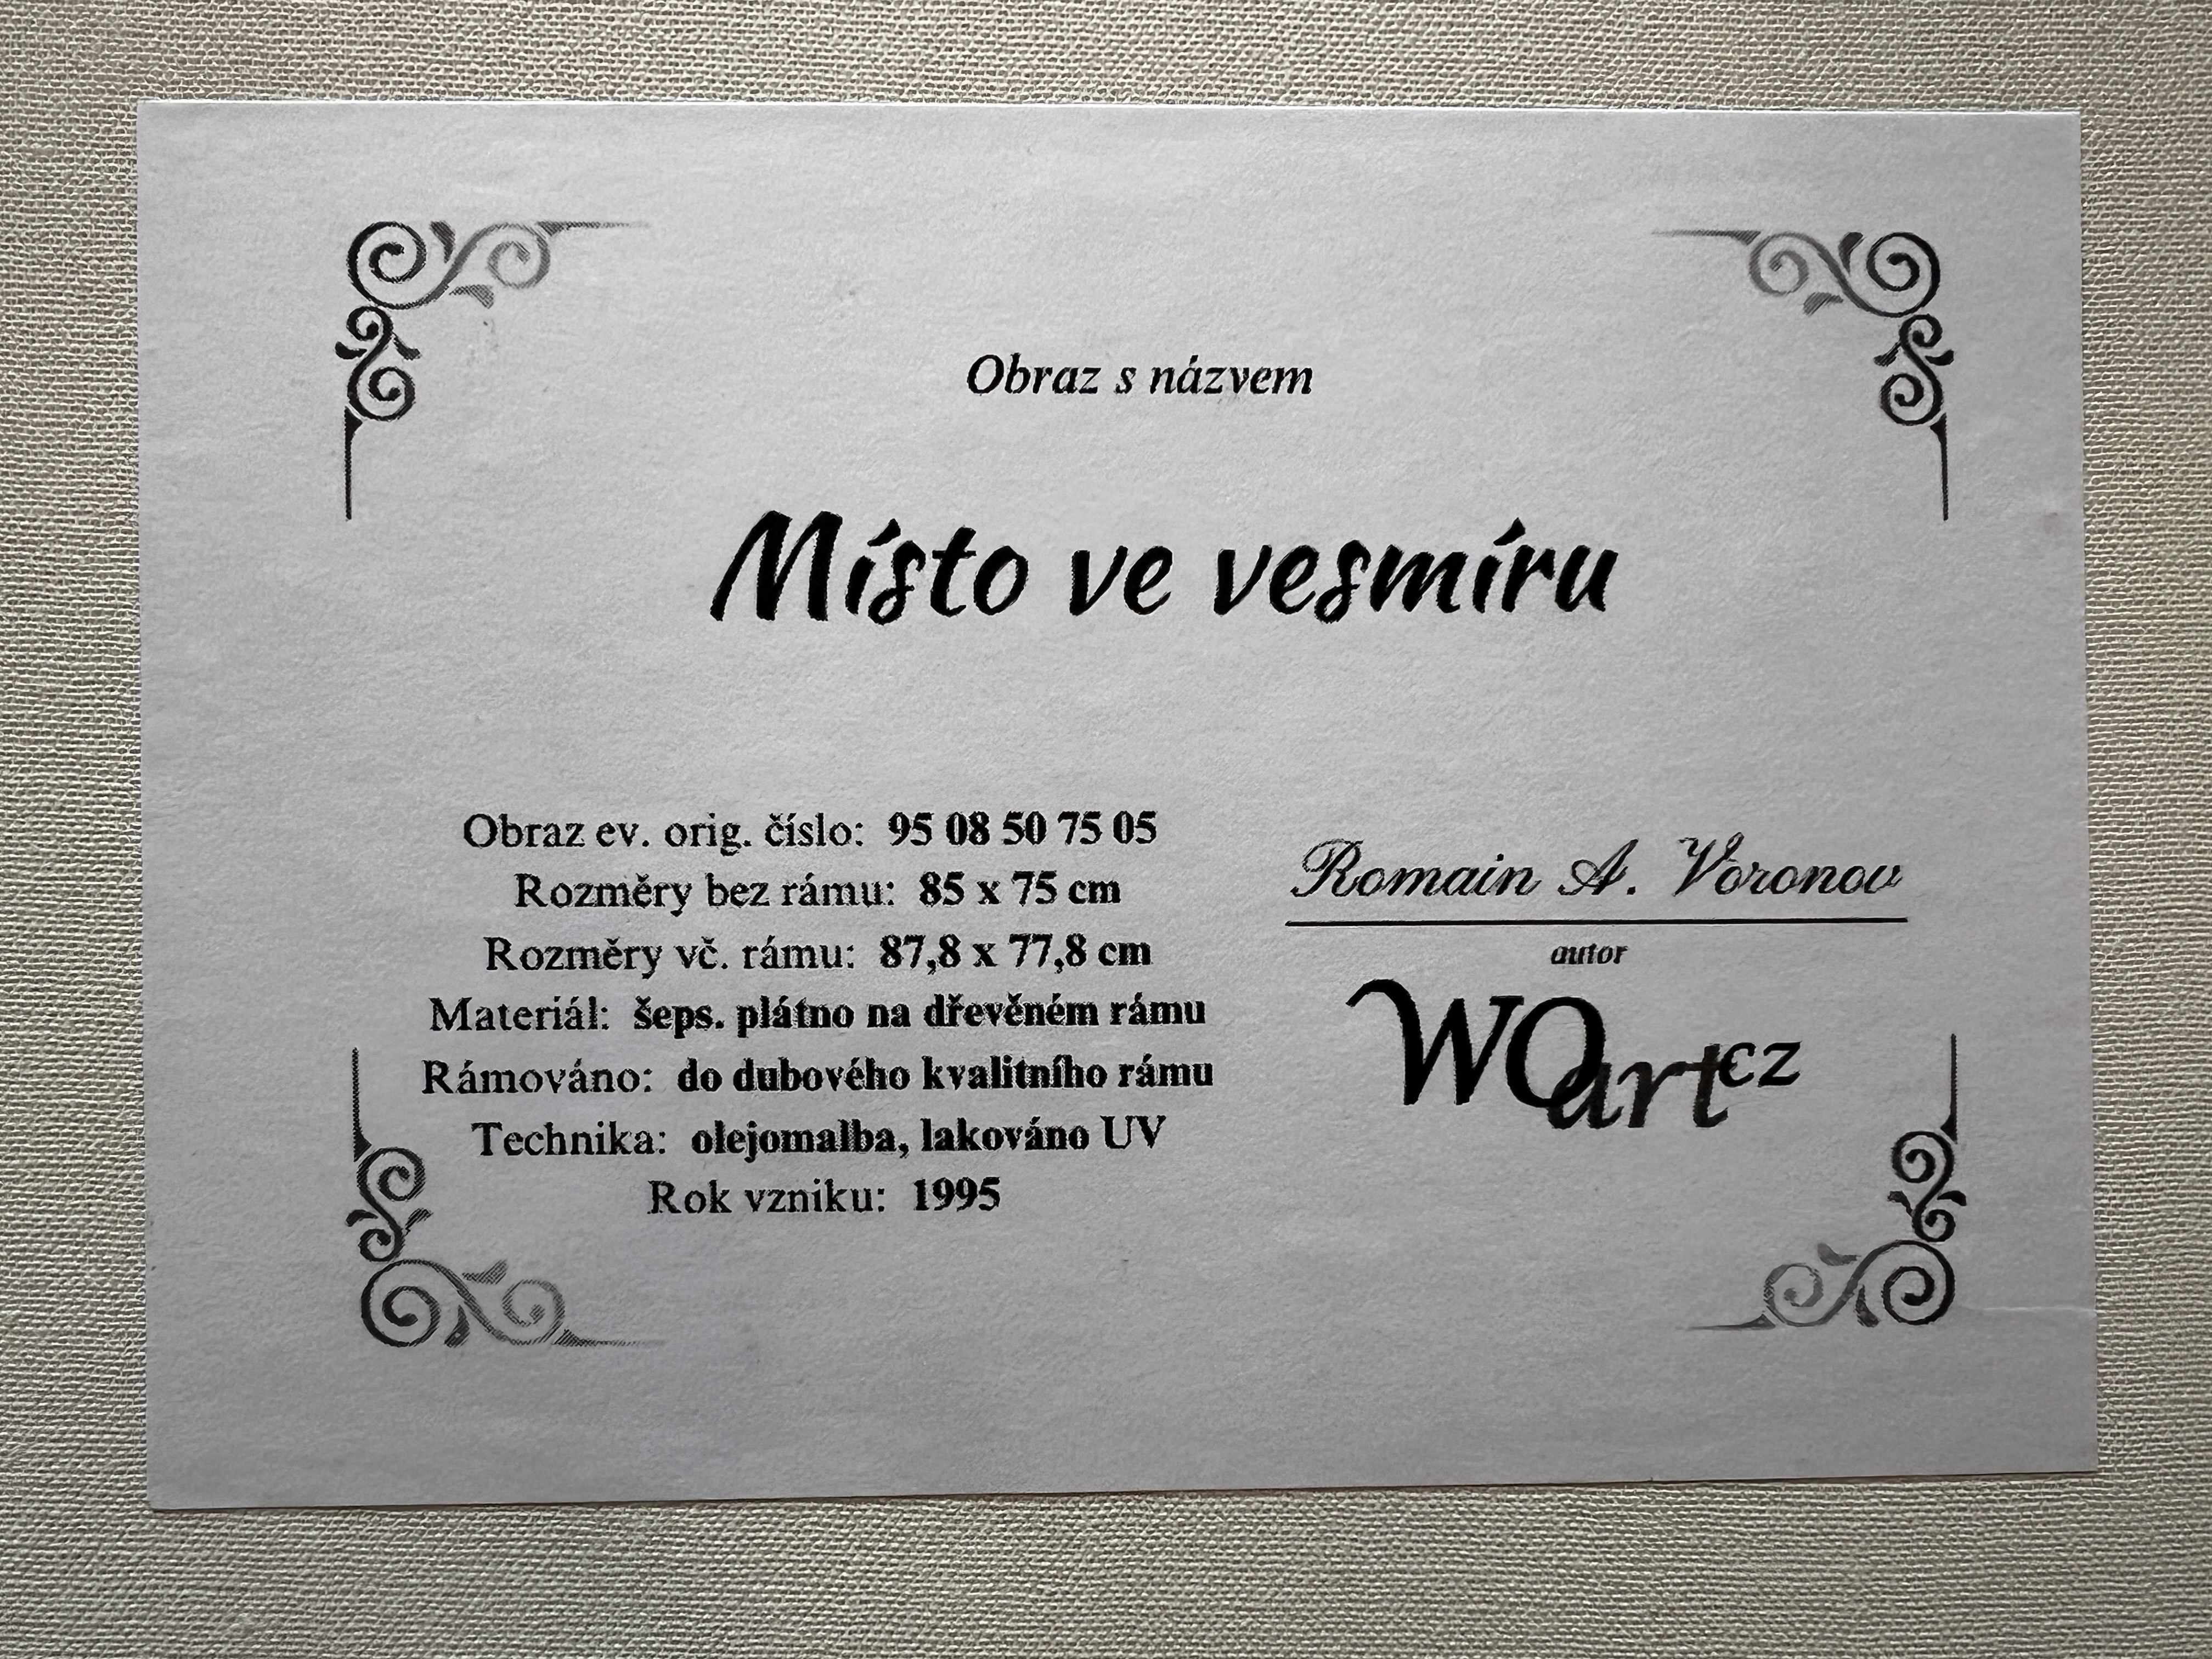 Obraz s názvem
Místo ve vesmíru
Obraz ev. orig. číslo: 95 08 50 75 05
Rozměry bez rámu: 85 x 75 cm
Rozměry vč. rámu: 87,8 x 77,8 cm
Materiál: šeps. plátno na dřevěném rámu
Rámováno: do dubového kvalitního rámu
Technika: olejomalba, lakováno UV
Rok vzniku: 1995
Romain A. Voronov
autor
WOartcz